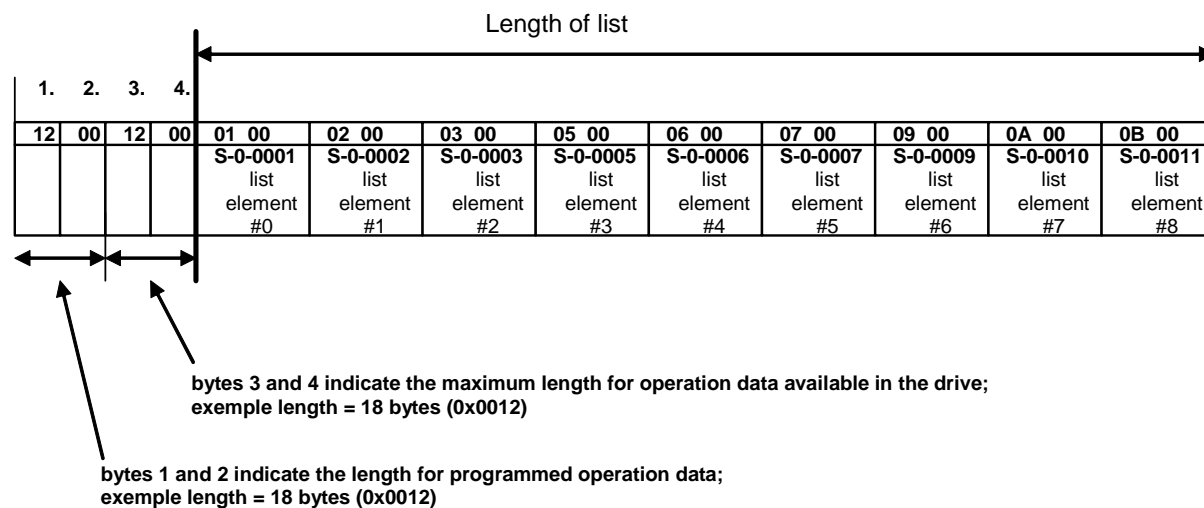 Length of list
1. 2. 3. 4.
12 00 12 00 01 00 02 00 03 00 05 00 06 00 07 00 09 00 0A 00 0B 00
S-0-0001 S-0-0002 S-0-0003 S-0-0005 S-0-0006 S-0-0007 S-0-0009 S-0-0010 S-0-0011
list list list list list list list list list
element element element element element element element element element
#0 #1 #2 #3 #4 #5 #6 #7 #8
bytes 3 and 4 indicate the maximum length for operation data available in the drive;
exemple length = 18 bytes (0x0012)
bytes 1 and 2 indicate the length for programmed operation data;
exemple length = 18 bytes (0x0012)